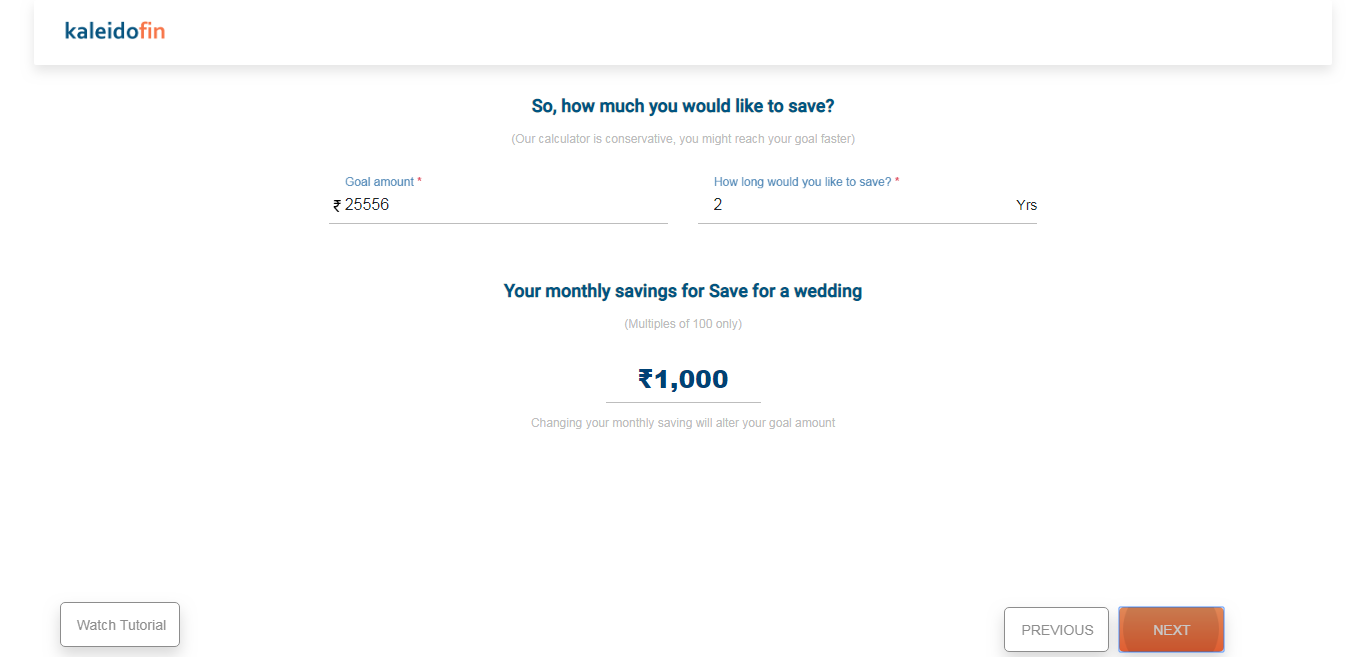 kaleidofin
So, how much you would like to save?
(Our calculator is conservative, you might reach your goal faster)
Goal amount *
₹ 25556
How long would you like to save? *
2 Yrs
Your monthly savings for Save for a wedding
(Multiples of 100 only)
₹1,000
Changing your monthly saving will alter your goal amount
Watch Tutorial
PREVIOUS
NEXT